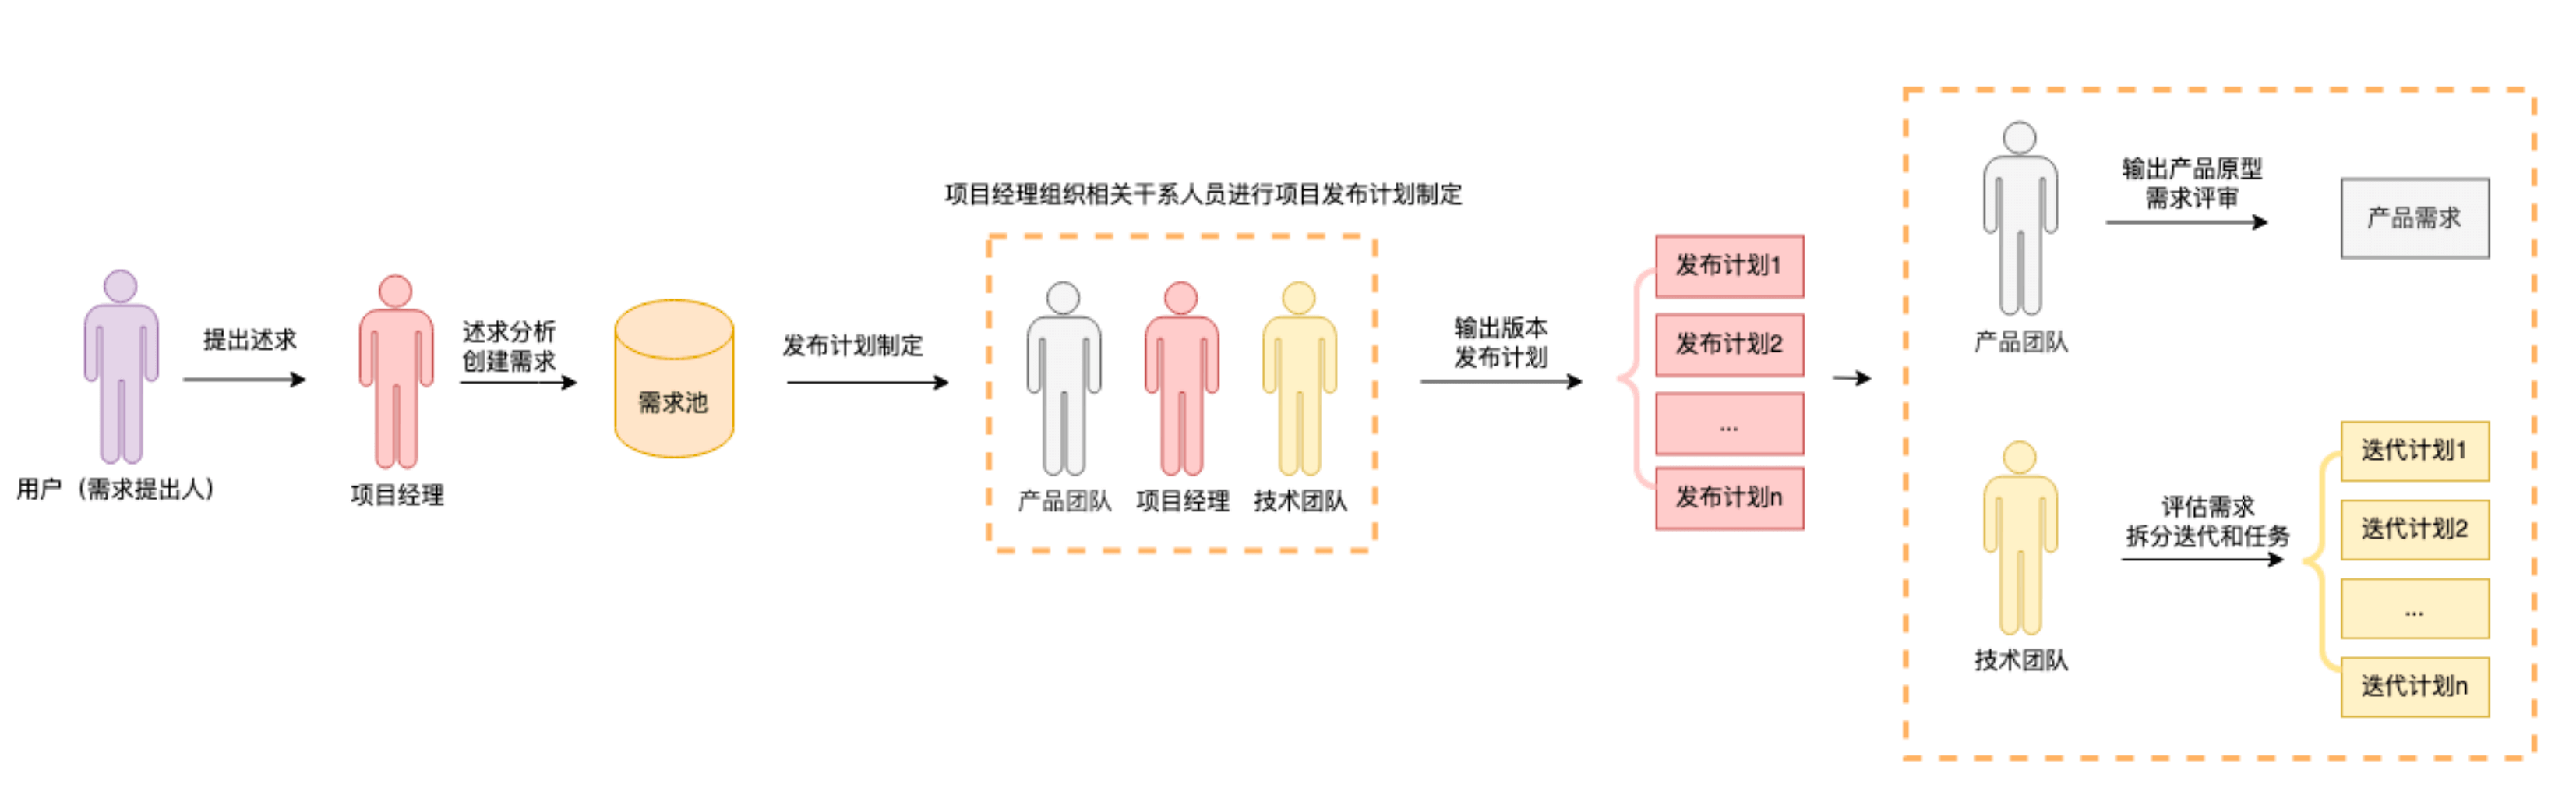 提出述求
用户（需求提出人）
述求分析
创建需求
项目经理
需求池
发布计划制定
项目经理组织相关干系人员进行项目发布计划制定
产品团队
项目经理
技术团队
输出版本
发布计划
发布计划1
发布计划2
...
发布计划n
输出产品原型
需求评审
产品需求
产品团队
评估需求
拆分迭代和任务
技术团队
迭代计划1
迭代计划2
...
迭代计划n